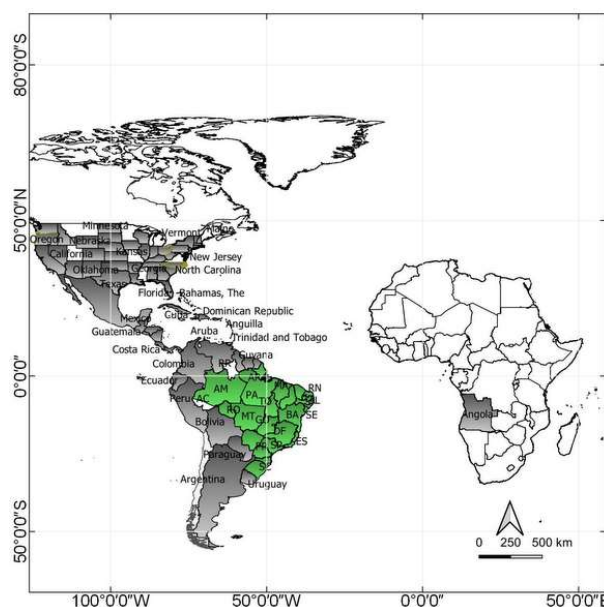 80°0'0"S
50°0'0"N
0°0'0"
50°0'0"S
Minnesota
Vermont
Maine
Oregon
Nebraska
New Jersey
California
Kansas
Oklahoma
Georgia
North Carolina
Texas
Florida
Bahamas, The
Mexico
Cuba
Dominican Republic
Guatemala
Anguilla
Aruba
Trinidad and Tobago
Costa Rica
Guyana
Colombia
RR
Ecuador
AM
PA
RN
Peru
AC
RO
TO
AL
SE
MT
BA
Bolivia
DF
ES
Paraguay
PR
SP
SC
Argentina
Uruguay
Angola
0 250 500 km
100°0'0"W
50°0'0"W
0°0'0"
50°0'0"E